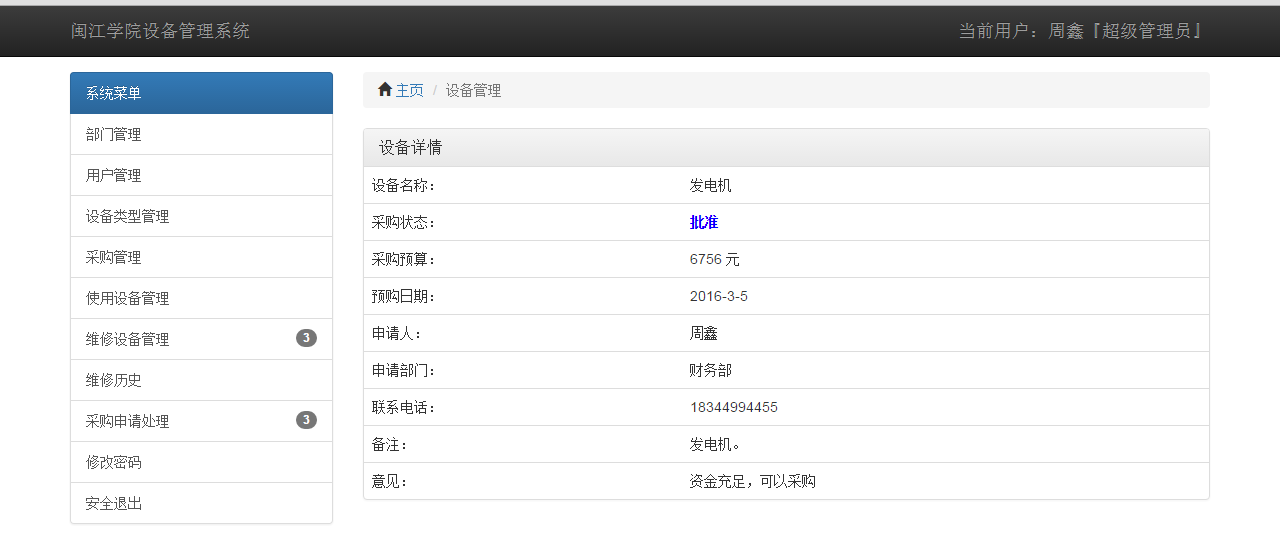 闽江学院设备管理系统
当前用户：周鑫『超级管理员』
系统菜单
部门管理
用户管理
设备类型管理
采购管理
使用设备管理
维修设备管理 3
维修历史
采购申请处理 3
修改密码
安全退出
主页 / 设备管理
设备详情
设备名称： 发电机
采购状态： 批准
采购预算： 6756 元
预购日期： 2016-3-5
申请人： 周鑫
申请部门： 财务部
联系电话： 18344994455
备注： 发电机。
意见： 资金充足，可以采购